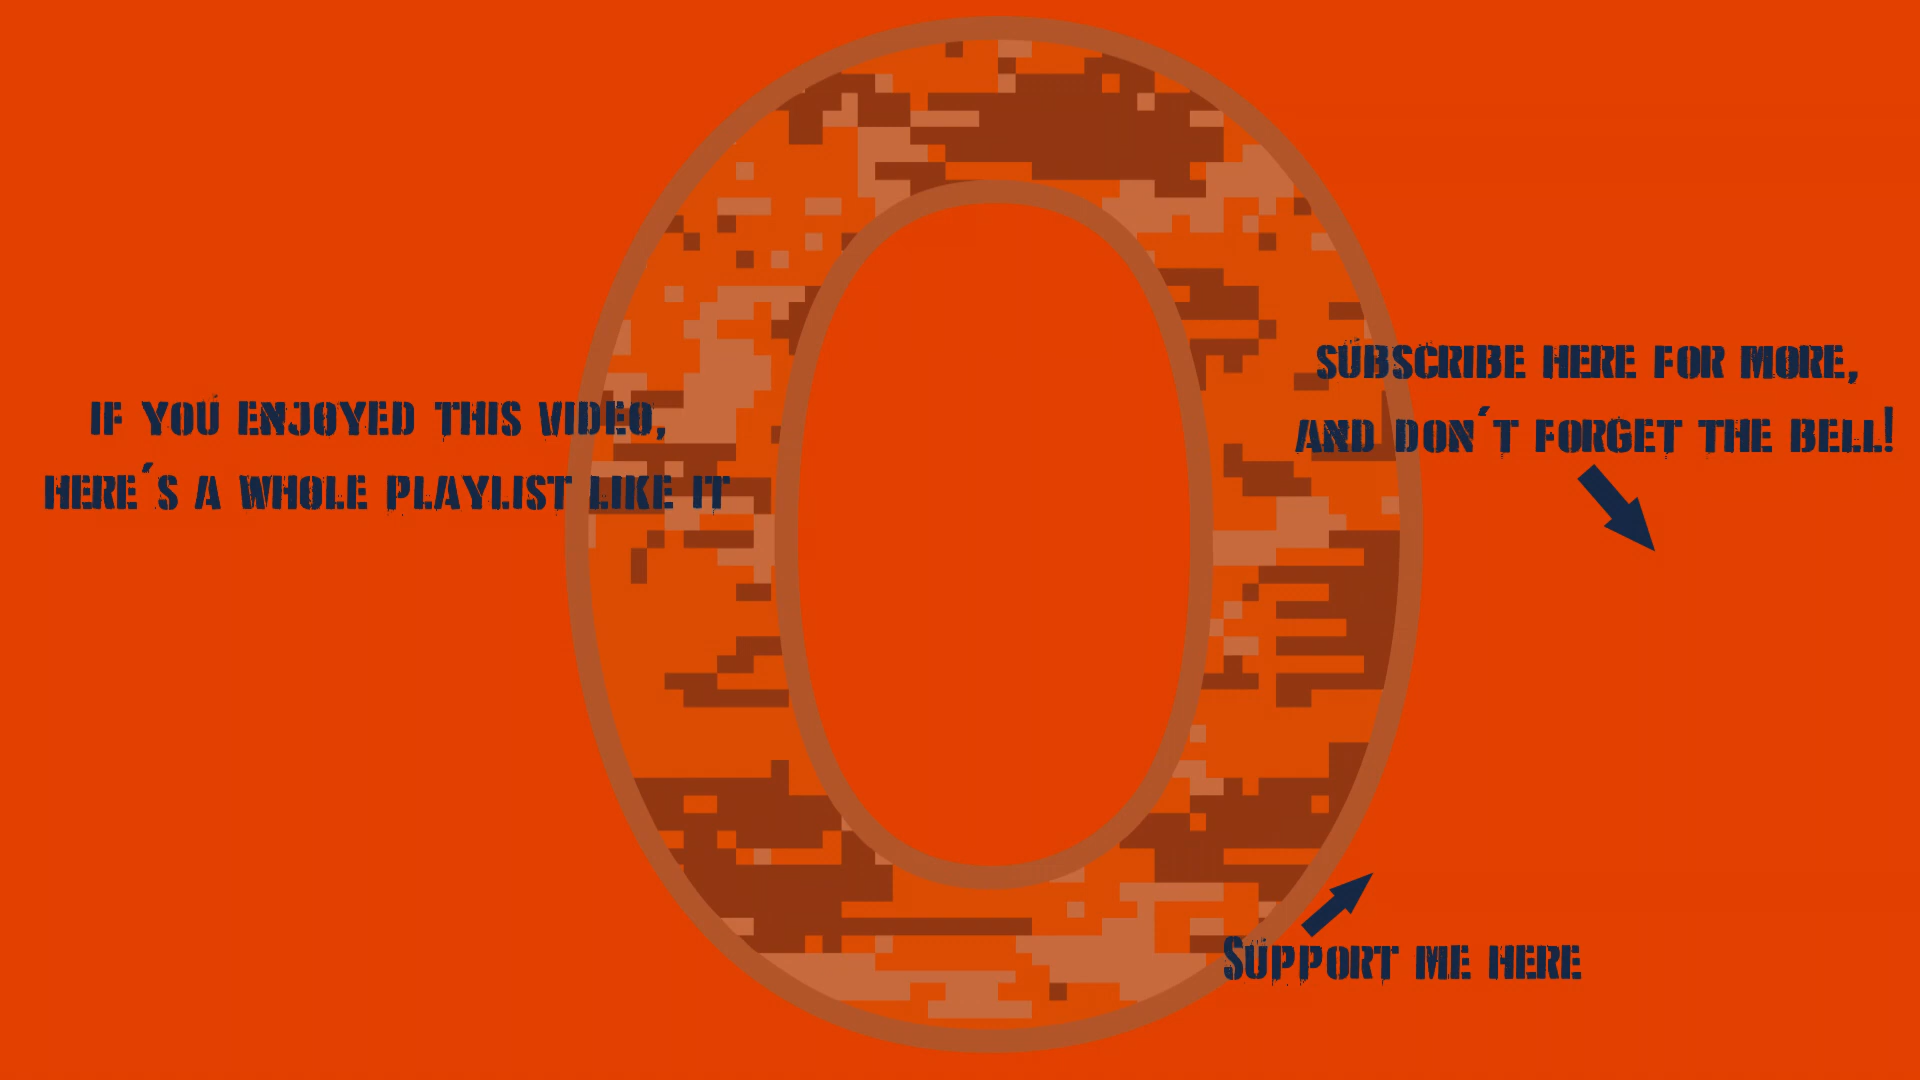 IF YOU ENJOYED THIS VIDEO,
HERE'S A WHOLE PLAYLIST LIKE IT
SUBSCRIBE HERE FOR MORE,
AND DON'T FORGET THE BELL!
SUPPORT ME HERE
O